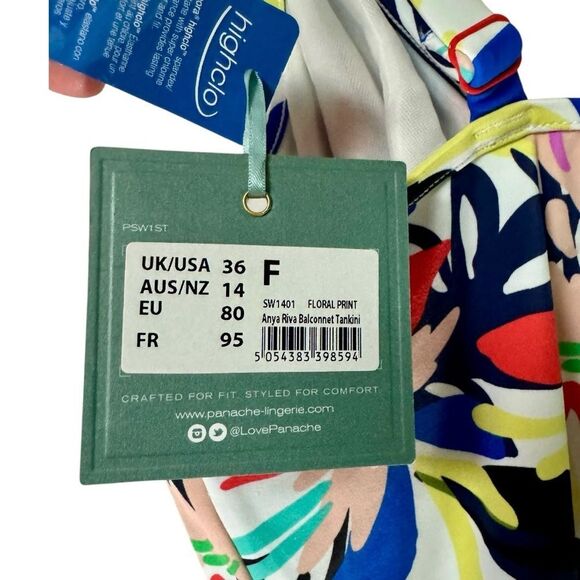 highclo
PSW1ST
UK/USA 36 F
AUS/NZ 14
EU 80
FR 95
SW1401 FLORAL PRINT
Anya Riva Balconnet Tankini
5 054383 398594
CRAFTED FOR FIT. STYLED FOR COMFORT.
www.panache-lingerie.com
@LovePanache